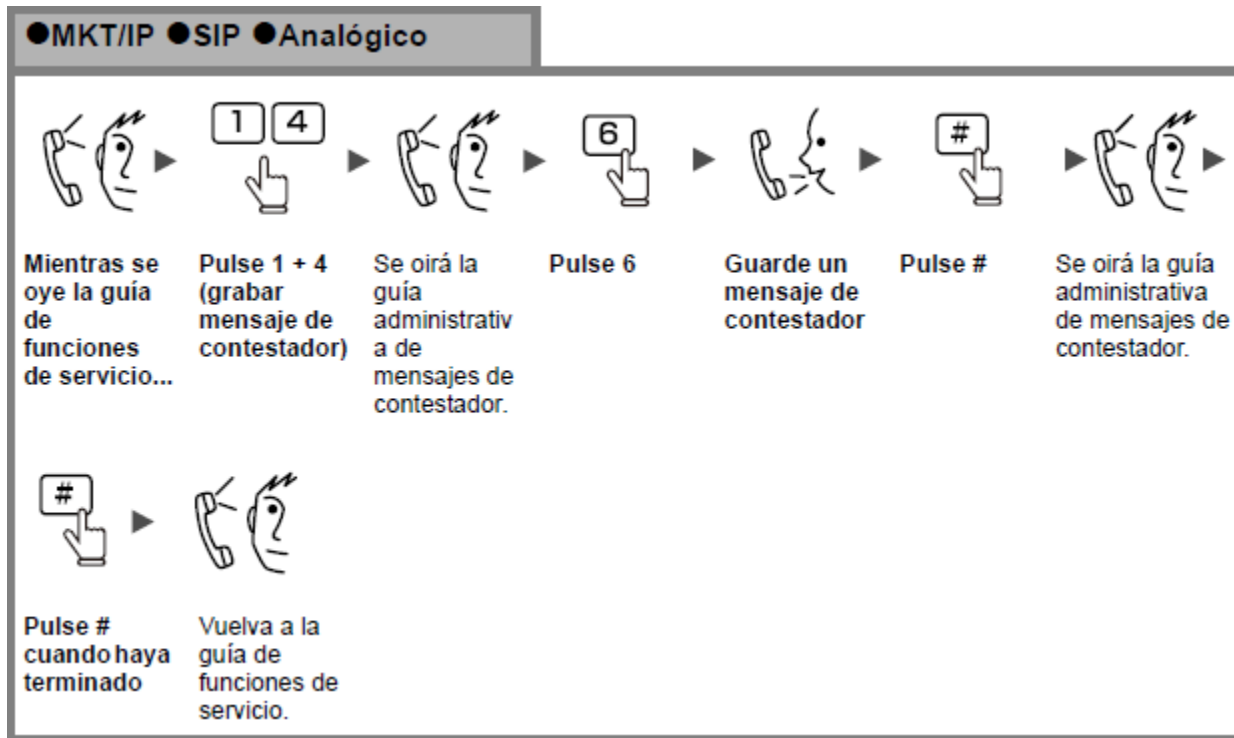 ●MKT/IP ●SIP ●Analógico
1 4
6
#
Mientras se
oye la guía
de
funciones
de servicio...
Pulse 1 + 4
(grabar
mensaje de
contestador)
Se oirá la
guía
administrativ
a de
mensajes de
contestador.
Pulse 6
Guarde un
mensaje de
contestador
Pulse #
Se oirá la guía
administrativa
de mensajes de
contestador.
#
Pulse #
cuando haya
terminado
Vuelva a la
guía de
funciones de
servicio.